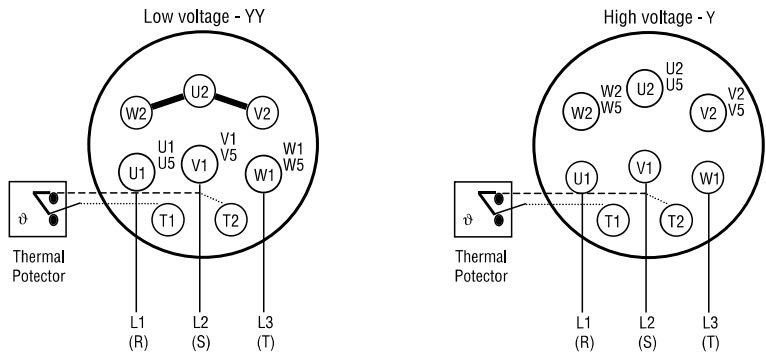 Low voltage - YY
U2
W2
V2
U1
U5
V1
V5
W1
W5
U1
V1
W1
T1
T2
ϑ
Thermal
Potector
L1
(R)
L2
(S)
L3
(T)
High voltage - Y
U2
U5
U2
W2
W5
W2
V2
V5
V2
U1
V1
W1
T1
T2
ϑ
Thermal
Potector
L1
(R)
L2
(S)
L3
(T)